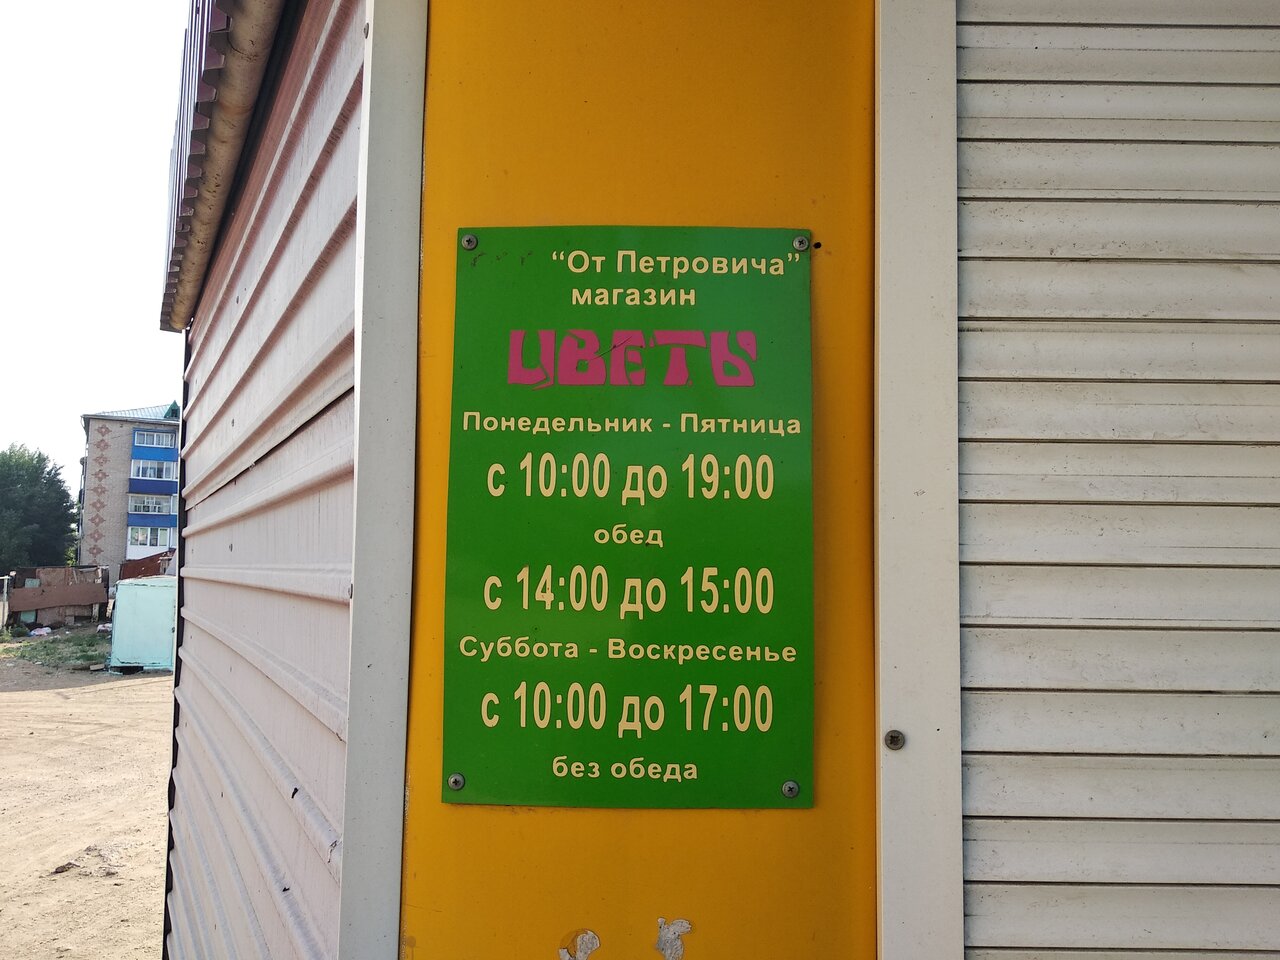 “От Петровича”
магазин
ЦВЕТЫ
Понедельник - Пятница
с 10:00 до 19:00
обед
с 14:00 до 15:00
Суббота - Воскресенье
с 10:00 до 17:00
без обеда